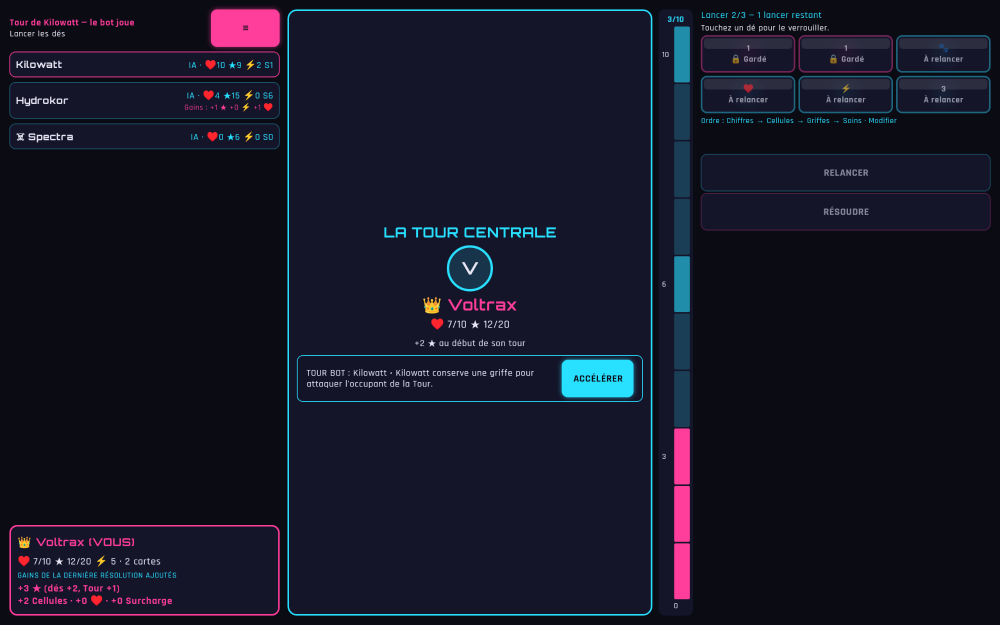 Tour de Kilowatt — le bot joue
Lancer les dés
≡
Kilowatt
IA · ❤️10 ★9 ⚡2 S1
Hydrokor
IA · ❤️4 ★15 ⚡0 S6
Gains : +1 ★ +0 ⚡ +1 ❤️
☠ Spectra
IA · ❤️0 ★6 ⚡0 S0
👑 Voltrax (VOUS)
❤️ 7/10 ★ 12/20 ⚡ 5 · 2 cartes
GAINS DE LA DERNIÈRE RÉSOLUTION AJOUTÉS
+3 ★ (dés +2, Tour +1)
+2 Cellules · +0 ❤️ · +0 Surcharge
LA TOUR CENTRALE
V
👑 Voltrax
❤️ 7/10 ★ 12/20
+2 ★ au début de son tour
TOUR BOT : Kilowatt • Kilowatt conserve une griffe pour
attaquer l'occupant de la Tour.
ACCÉLÉRER
3/10
10
6
3
0
Lancer 2/3 — 1 lancer restant
Touchez un dé pour le verrouiller.
1
🔒 Gardé
1
🔒 Gardé
🐾
À relancer
❤️
À relancer
⚡
À relancer
3
À relancer
Ordre : Chiffres → Cellules → Griffes → Soins · Modifier
RELANCER
RÉSOUDRE